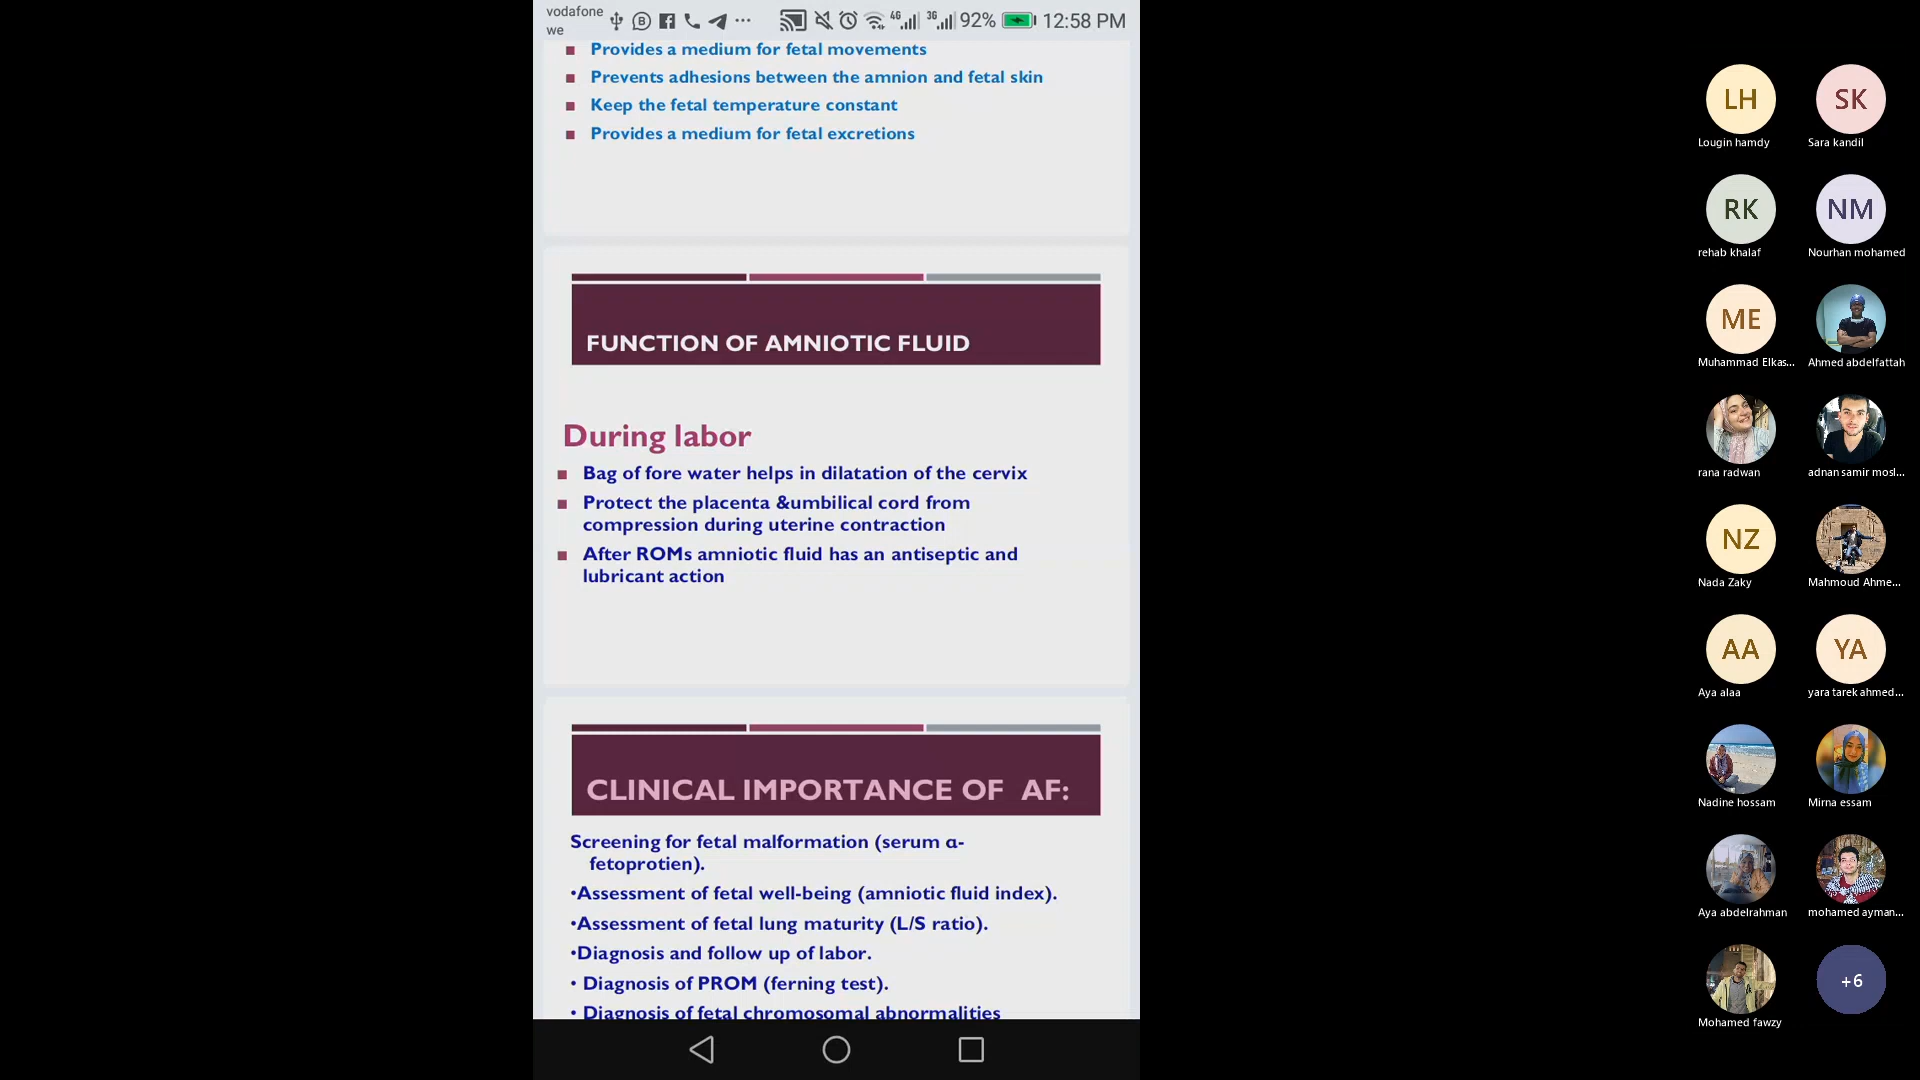 vodafone
we
4G
3G
92%
12:58 PM
Provides a medium for fetal movements
Prevents adhesions between the amnion and fetal skin
Keep the fetal temperature constant
Provides a medium for fetal excretions
FUNCTION OF AMNIOTIC FLUID
During labor
Bag of fore water helps in dilatation of the cervix
Protect the placenta &umbilical cord from
compression during uterine contraction
After ROMs amniotic fluid has an antiseptic and
lubricant action
CLINICAL IMPORTANCE OF AF:
Screening for fetal malformation (serum α-
fetoprotien).
•Assessment of fetal well-being (amniotic fluid index).
•Assessment of fetal lung maturity (L/S ratio).
•Diagnosis and follow up of labor.
• Diagnosis of PROM (ferning test).
• Diagnosis of fetal chromosomal abnormalities
LH SK
Lougin hamdy Sara kandil
RK NM
rehab khalaf Nourhan mohamed
ME
Muhammad Elkas... Ahmed abdelfattah
rana radwan adnan samir mosl...
NZ
Nada Zaky Mahmoud Ahme...
AA YA
Aya alaa yara tarek ahmed...
Nadine hossam Mirna essam
Aya abdelrahman mohamed ayman...
+6
Mohamed fawzy